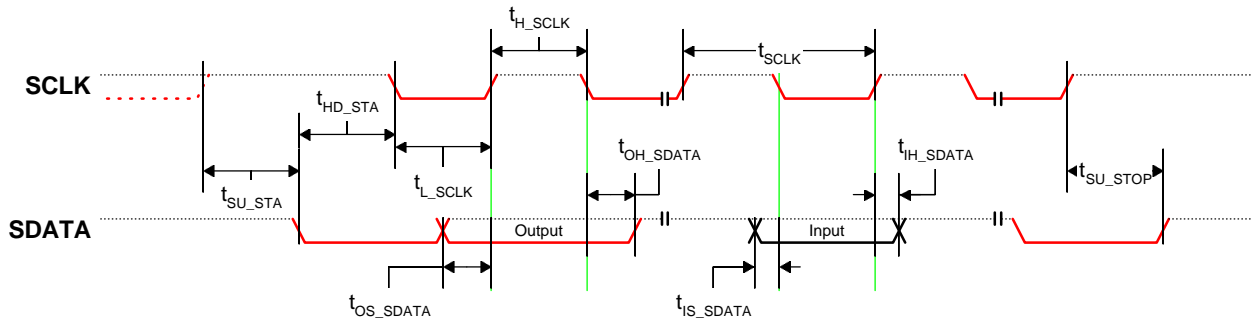 t_H_SCLK
t_SCLK
SCLK
t_HD_STA
t_L_SCLK
t_OH_SDATA
t_IH_SDATA
t_SU_STA
t_SU_STOP
SDATA
Output
Input
t_OS_SDATA
t_IS_SDATA